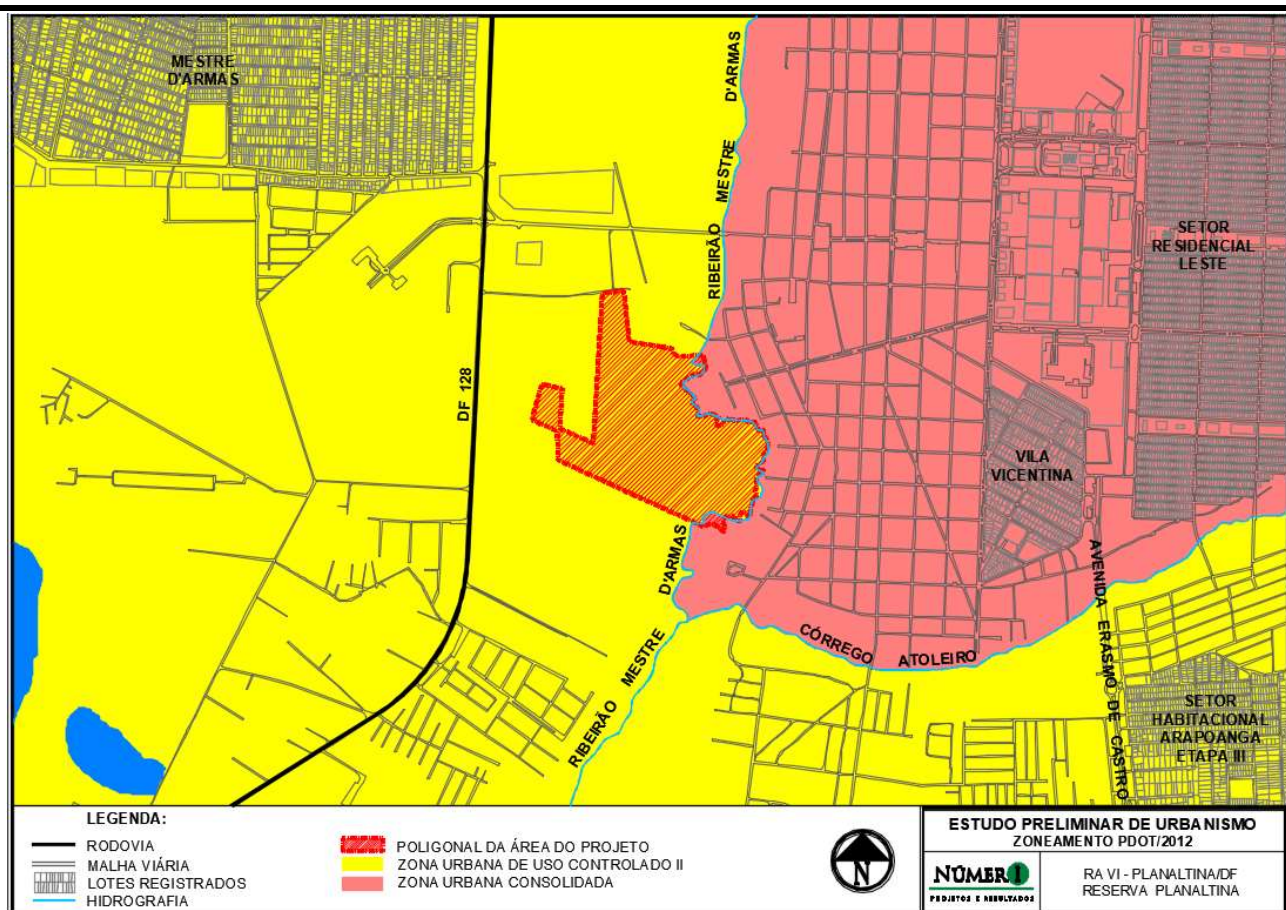 MESTRE
D'ARMAS
RIBEIRÃO MESTRE D'ARMAS
SETOR
RESIDENCIAL
LESTE
DF 128
VILA
VICENTINA
RIBEIRÃO MESTRE D'ARMAS
CÓRREGO ATOLEIRO
AVENIDA ERASMO DE CASTRO
SETOR
HABITACIONAL
ARAPOANGA
ETAPA III
LEGENDA:
RODOVIA
MALHA VIÁRIA
LOTES REGISTRADOS
HIDROGRAFIA
POLIGONAL DA ÁREA DO PROJETO
ZONA URBANA DE USO CONTROLADO II
ZONA URBANA CONSOLIDADA
N
ESTUDO PRELIMINAR DE URBANISMO
ZONEAMENTO PDOT/2012
NÚMER1
PROJETOS E RESULTADOS
RA VI - PLANALTINA/DF
RESERVA PLANALTINA